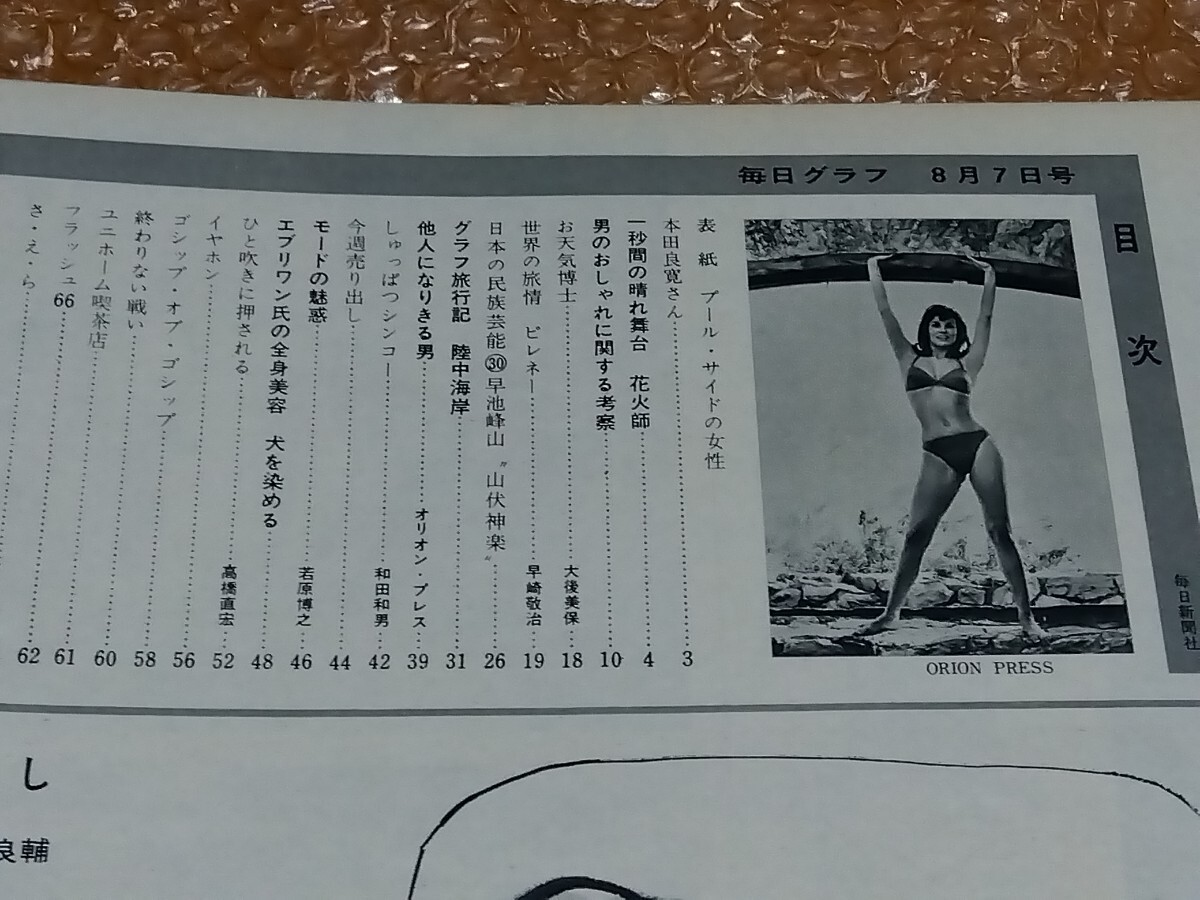 毎日グラフ 8月7日号
目次
毎日新聞社
ORION PRESS
表紙 プール・サイドの女性
本田良寛さん 3
一秒間の晴れ舞台 花火師 4
男のおしゃれに関する考察 10
お天気博士 大後美保 18
世界の旅情 ピレネー 早崎敬治 19
日本の民族芸能㉚早池峰山〝山伏神楽〟 26
グラフ旅行記 陸中海岸 31
他人になりきる男 オリオン・プレス 39
しゅっぱつシンコー 和田和男 42
今週売り出し 44
モードの魅惑 若原博之 46
エブリワン氏の全身美容 犬を染める 48
ひと吹きに押される 高橋直宏 52
イヤホン
ゴシップ・オブ・ゴシップ 56
終わりない戦い 58
ユニホーム喫茶店 60
フラッシュ66 61
さ・え・ら 62
し
良輔